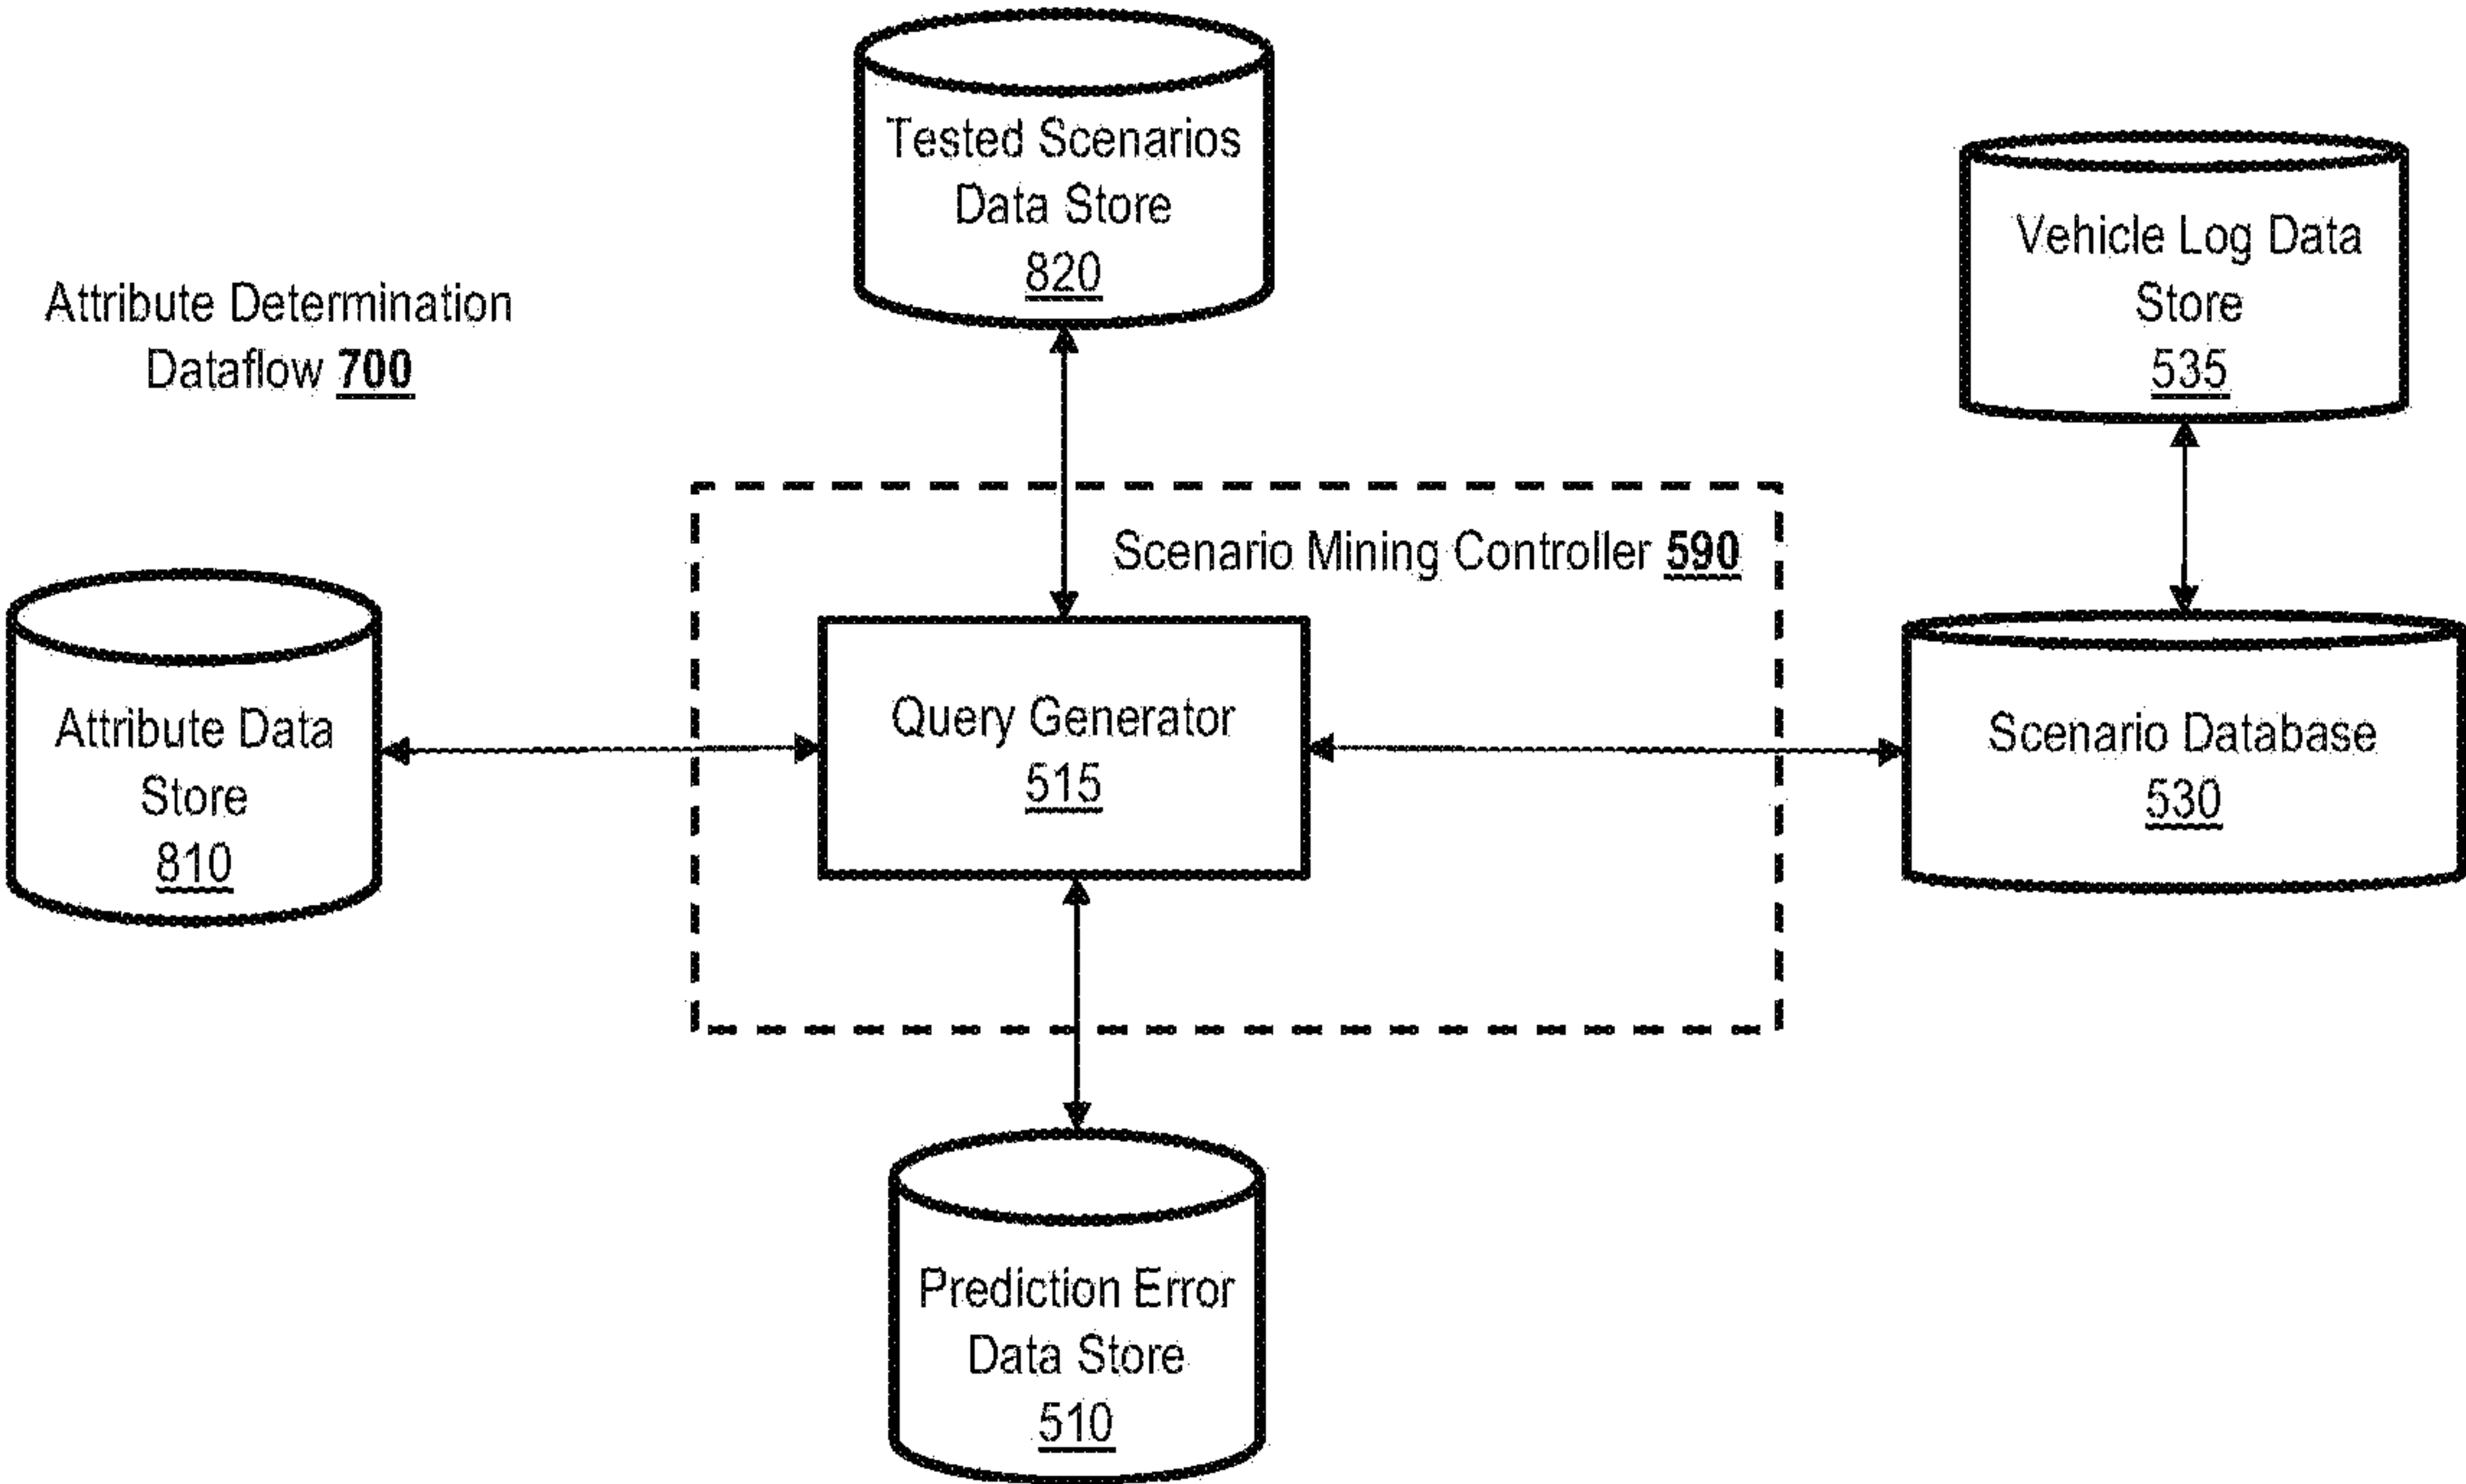 Tested Scenarios
Data Store
820
Vehicle Log Data
Store
535
Attribute Determination
Dataflow 700
Scenario Mining Controller 590
Attribute Data
Store
810
Query Generator
515
Scenario Database
530
Prediction Error
Data Store
510